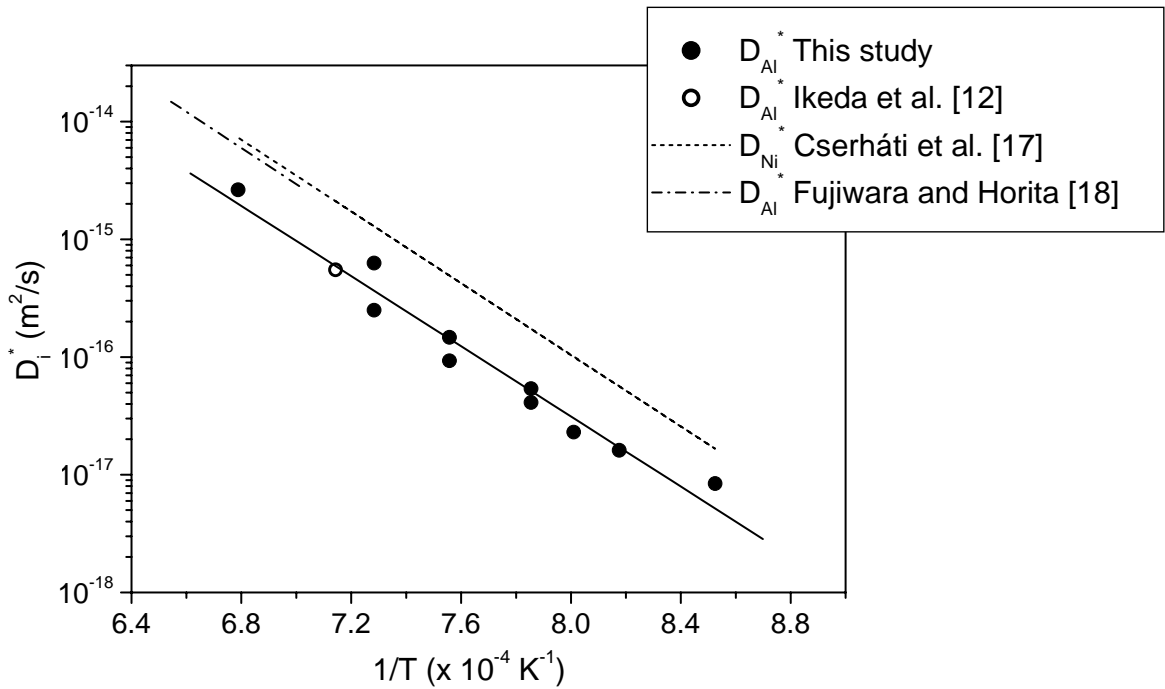 D_Al^* This study
D_Al^* Ikeda et al. [12]
D_Ni^* Cserháti et al. [17]
D_Al^* Fujiwara and Horita [18]
10^-14
10^-15
10^-16
10^-17
10^-18
D_i^* (m^2/s)
6.4 6.8 7.2 7.6 8.0 8.4 8.8
1/T (x 10^-4 K^-1)